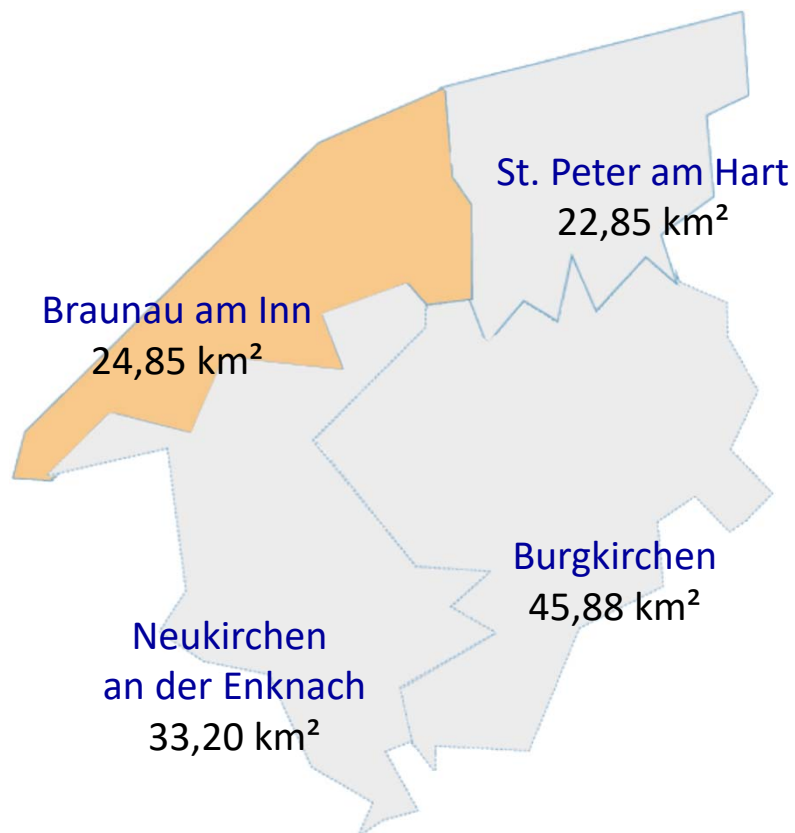 St. Peter am Hart
22,85 km²
Braunau am Inn
24,85 km²
Burgkirchen
45,88 km²
Neukirchen
an der Enknach
33,20 km²